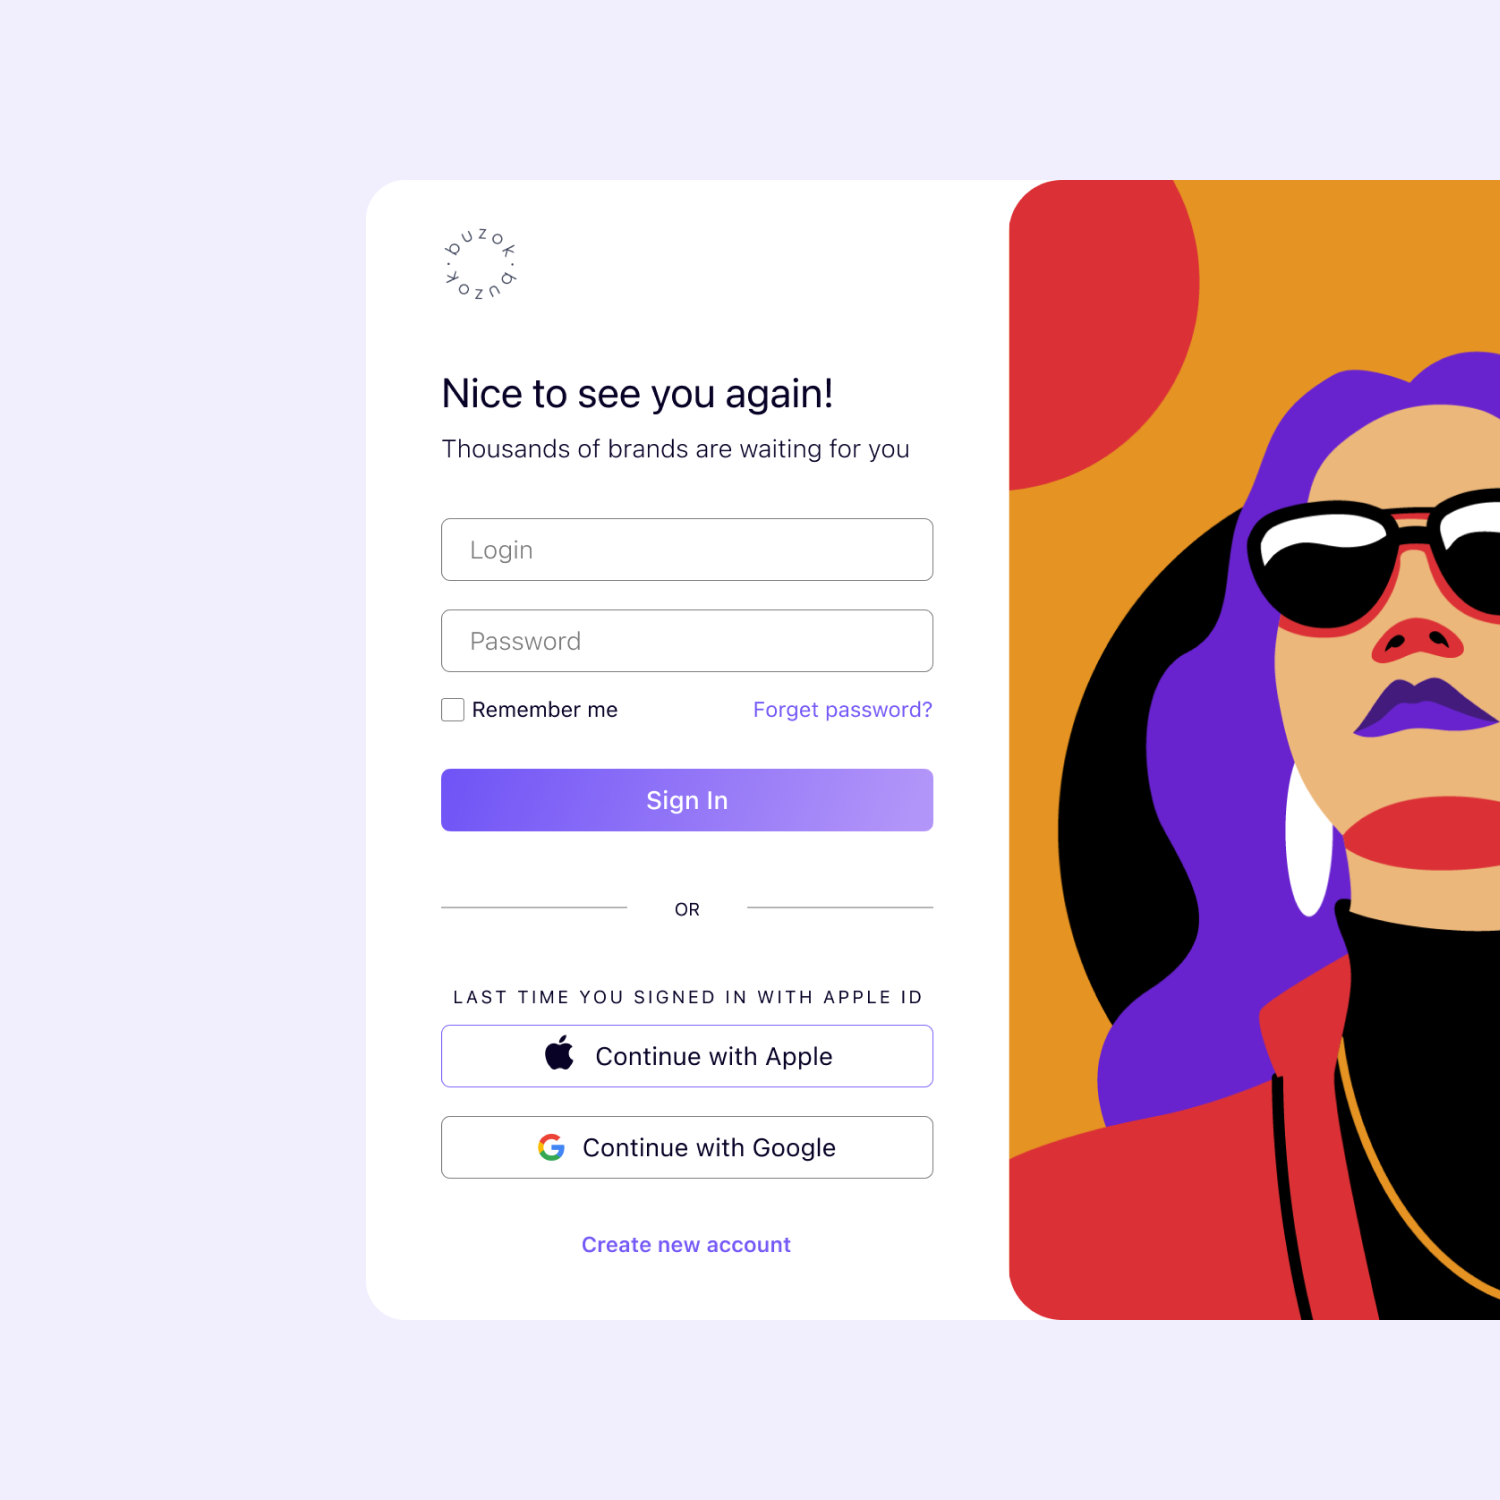 buzok · buzok ·
Nice to see you again!
Thousands of brands are waiting for you
Login
Password
Remember me
Forget password?
Sign In
OR
LAST TIME YOU SIGNED IN WITH APPLE ID
Continue with Apple
Continue with Google
Create new account